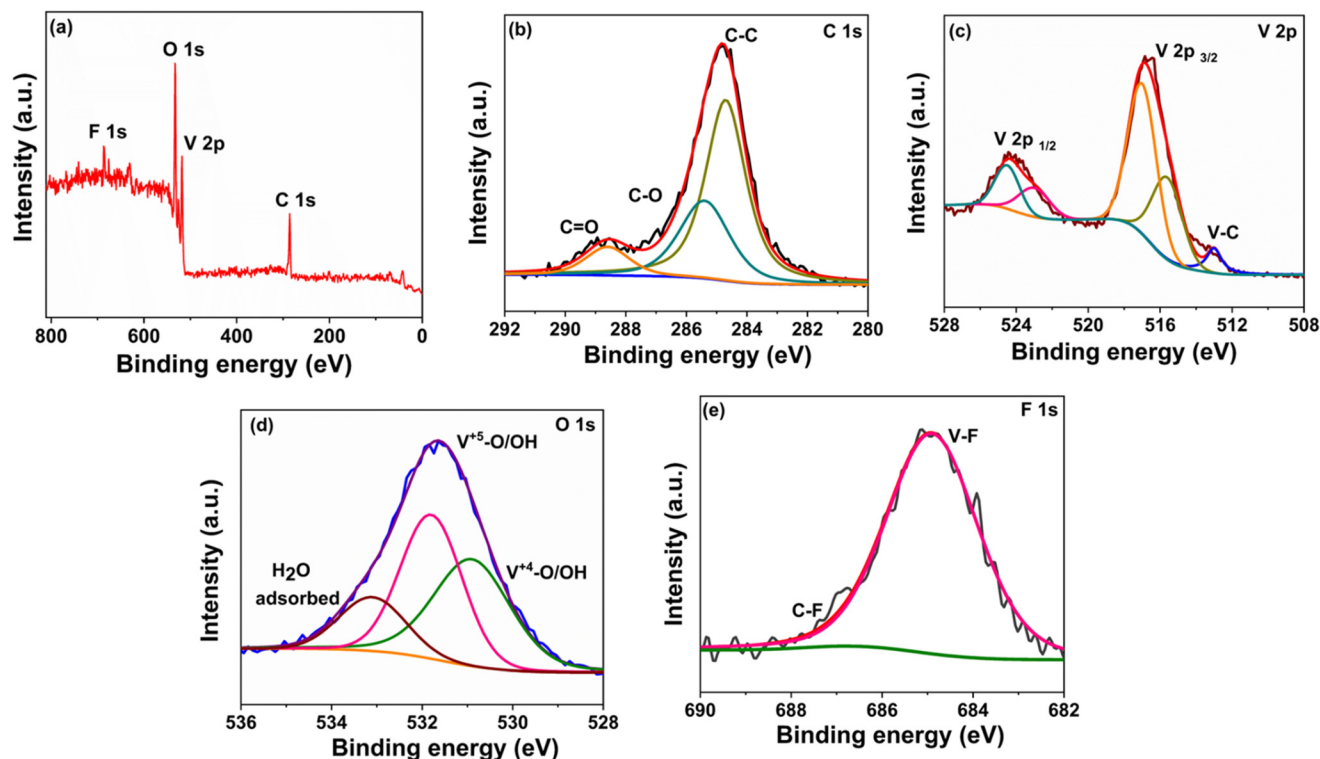 (a)
O 1s
F 1s
V 2p
C 1s
Intensity (a.u.)
800 600 400 200 0
Binding energy (eV)
(b)
C-C
C 1s
C-O
C=O
Intensity (a.u.)
292 290 288 286 284 282 280
Binding energy (eV)
(c)
V 2p
V 2p 3/2
V 2p 1/2
V-C
Intensity (a.u.)
528 524 520 516 512 508
Binding energy (eV)
(d)
O 1s
V+5-O/OH
V+4-O/OH
H2O
adsorbed
Intensity (a.u.)
536 534 532 530 528
Binding energy (eV)
(e)
F 1s
V-F
C-F
Intensity (a.u.)
690 688 686 684 682
Binding energy (eV)